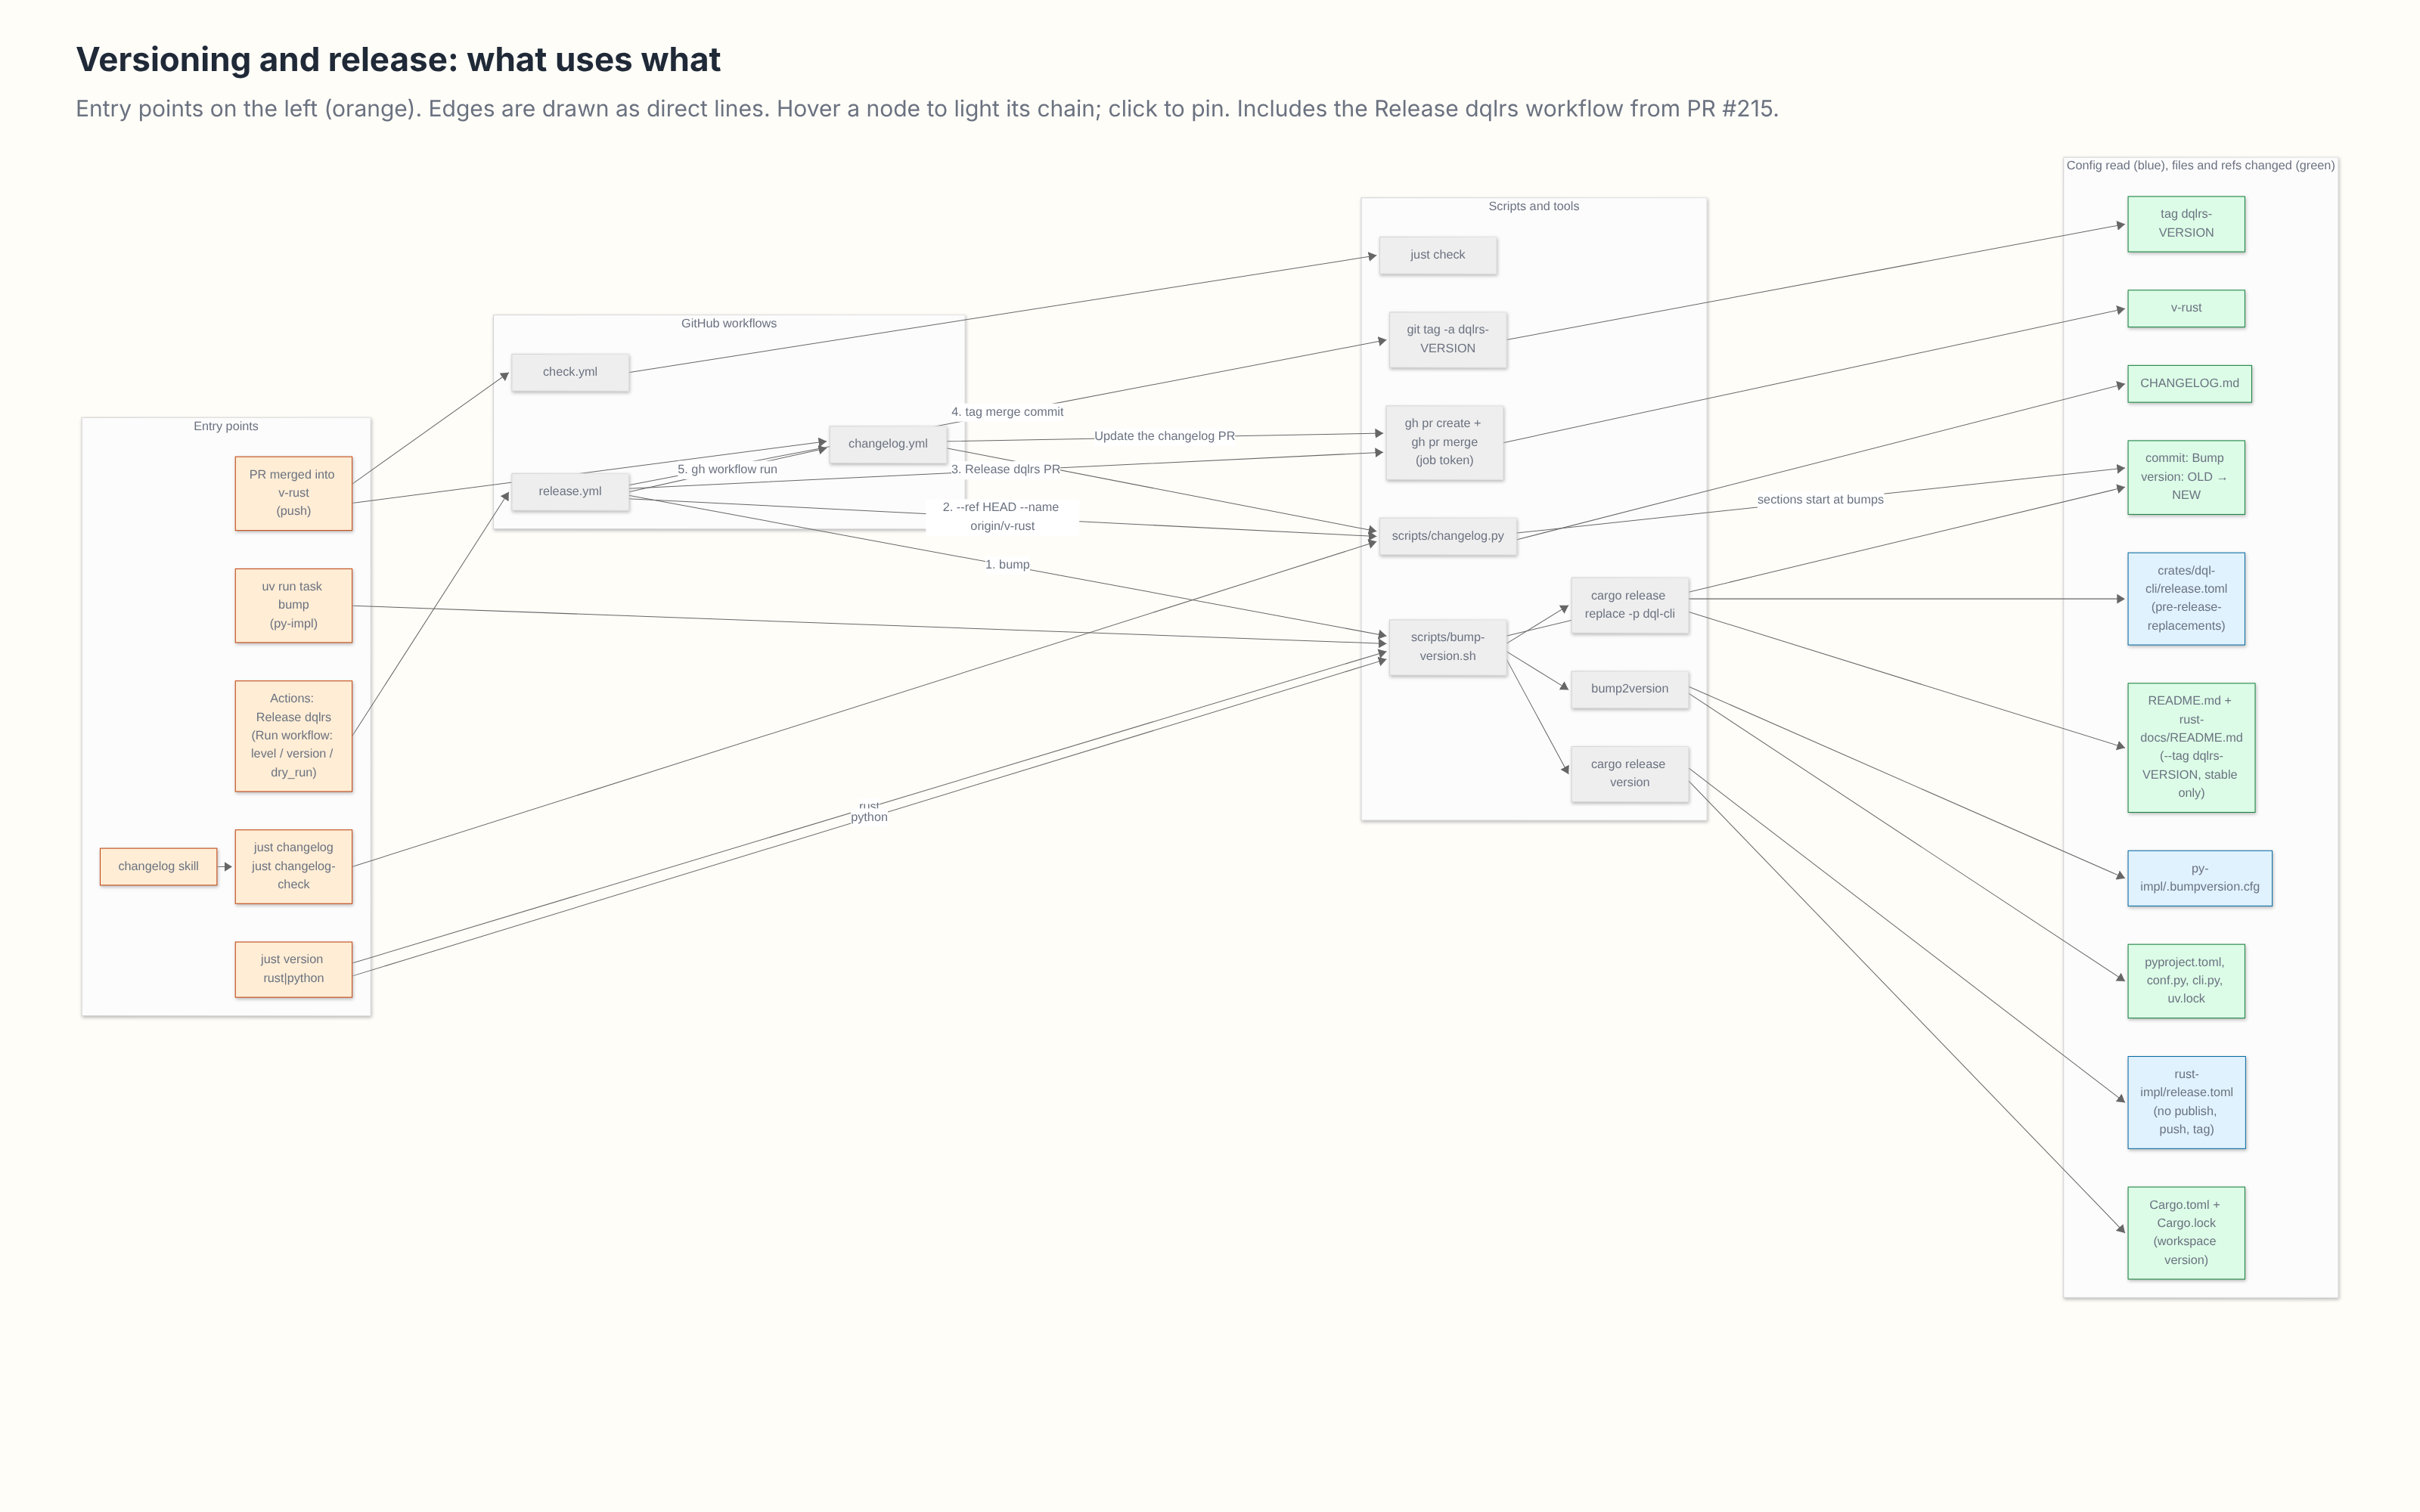 Versioning and release: what uses what
Entry points on the left (orange). Edges are drawn as direct lines. Hover a node to light its chain; click to pin. Includes the Release dqlrs workflow from PR #215.
Entry points
PR merged into
v-rust
(push)
uv run task
bump
(py-impl)
Actions:
Release dqlrs
(Run workflow:
level / version /
dry_run)
changelog skill
just changelog
just changelog-
check
just version
rust|python
GitHub workflows
check.yml
changelog.yml
release.yml
4. tag merge commit
Update the changelog PR
5. gh workflow run
3. Release dqlrs PR
2. --ref HEAD --name
origin/v-rust
1. bump
rust
python
Scripts and tools
just check
git tag -a dqlrs-
VERSION
gh pr create +
gh pr merge
(job token)
scripts/changelog.py
cargo release
replace -p dql-cli
scripts/bump-
version.sh
bump2version
cargo release
version
sections start at bumps
Config read (blue), files and refs changed (green)
tag dqlrs-
VERSION
v-rust
CHANGELOG.md
commit: Bump
version: OLD →
NEW
crates/dql-
cli/release.toml
(pre-release-
replacements)
README.md +
rust-
docs/README.md
(--tag dqlrs-
VERSION, stable
only)
py-
impl/.bumpversion.cfg
pyproject.toml,
conf.py, cli.py,
uv.lock
rust-
impl/release.toml
(no publish,
push, tag)
Cargo.toml +
Cargo.lock
(workspace
version)